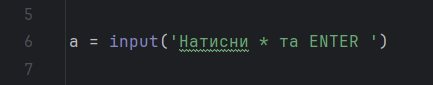 5
6 a = input('Натисни * та ENTER ')
7